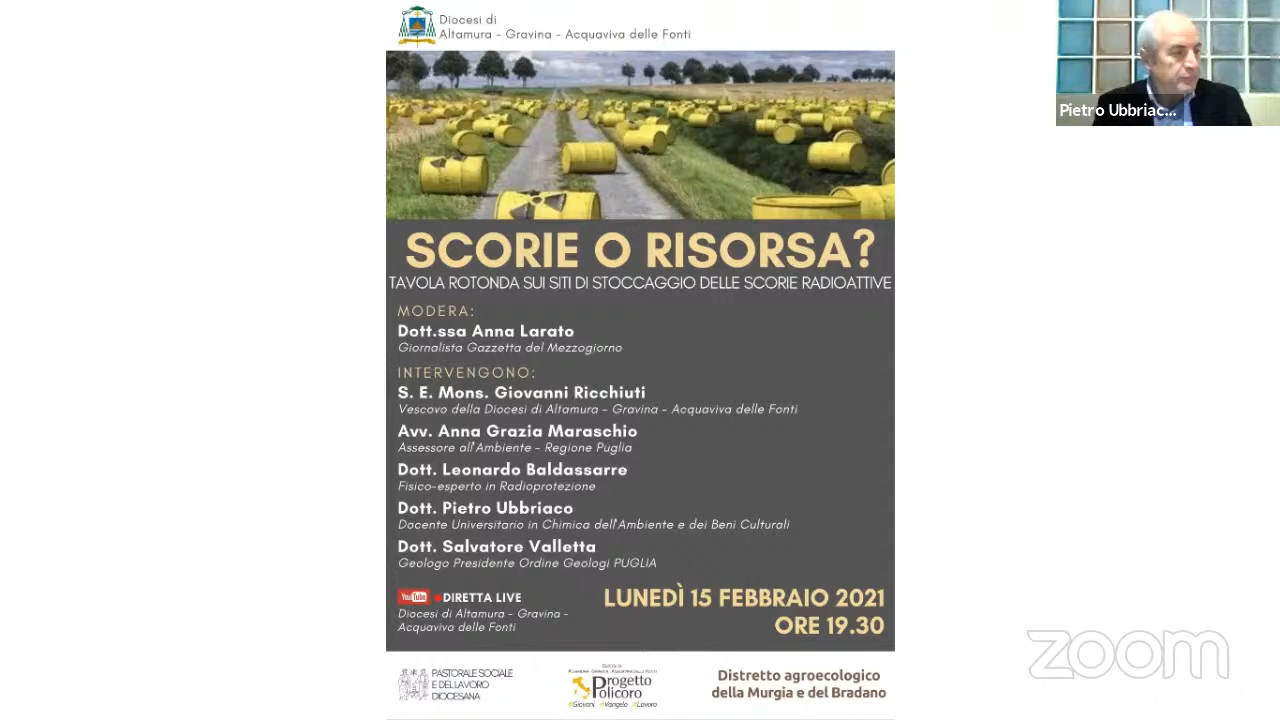 Diocesi di
Altamura - Gravina - Acquaviva delle Fonti
Pietro Ubbriac...
SCORIE O RISORSA?
TAVOLA ROTONDA SUI SITI DI STOCCAGGIO DELLE SCORIE RADIOATTIVE
MODERA:
Dott.ssa Anna Larato
Giornalista Gazzetta del Mezzogiorno
INTERVENGONO:
S. E. Mons. Giovanni Ricchiuti
Vescovo della Diocesi di Altamura - Gravina - Acquaviva delle Fonti
Avv. Anna Grazia Maraschio
Assessore all'Ambiente - Regione Puglia
Dott. Leonardo Baldassarre
Fisico-esperto in Radioprotezione
Dott. Pietro Ubbriaco
Docente Universitario in Chimica dell'Ambiente e dei Beni Culturali
Dott. Salvatore Valletta
Geologo Presidente Ordine Geologi PUGLIA
YouTube DIRETTA LIVE
Diocesi di Altamura - Gravina -
Acquaviva delle Fonti
LUNEDÌ 15 FEBBRAIO 2021
ORE 19.30
zoom
PASTORALE SOCIALE
E DEL LAVORO
DIOCESANA
Progetto
Policoro
#Giovani #Vangelo #Lavoro
Distretto agroecologico
della Murgia e del Bradano